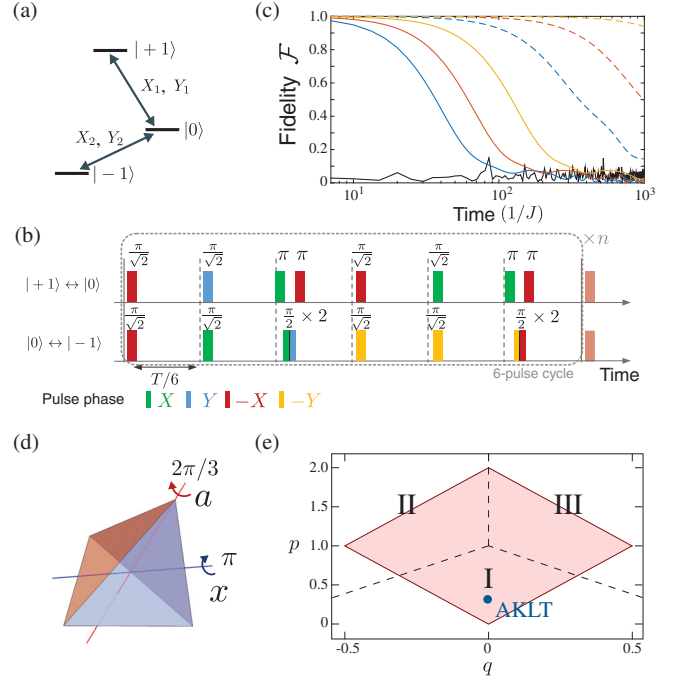 (a)
|+1⟩
X₁, Y₁
|0⟩
X₂, Y₂
|−1⟩
(c)
Fidelity F
1.0
0.8
0.6
0.4
0.2
0
10¹
10²
10³
Time (1/J)
(b)
×n
π/√2
π/√2
π
π
π/√2
π/√2
π
π
|+1⟩ ↔ |0⟩
π/√2
π/√2
π/2 × 2
π/√2
π/√2
π/2 × 2
|0⟩ ↔ |−1⟩
T/6
6-pulse cycle
Time
Pulse phase
X
Y
−X
−Y
(d)
2π/3
a
π
x
(e)
2.0
1.5
p 1.0
0.5
0
II
III
I
AKLT
-0.5
0
0.5
q